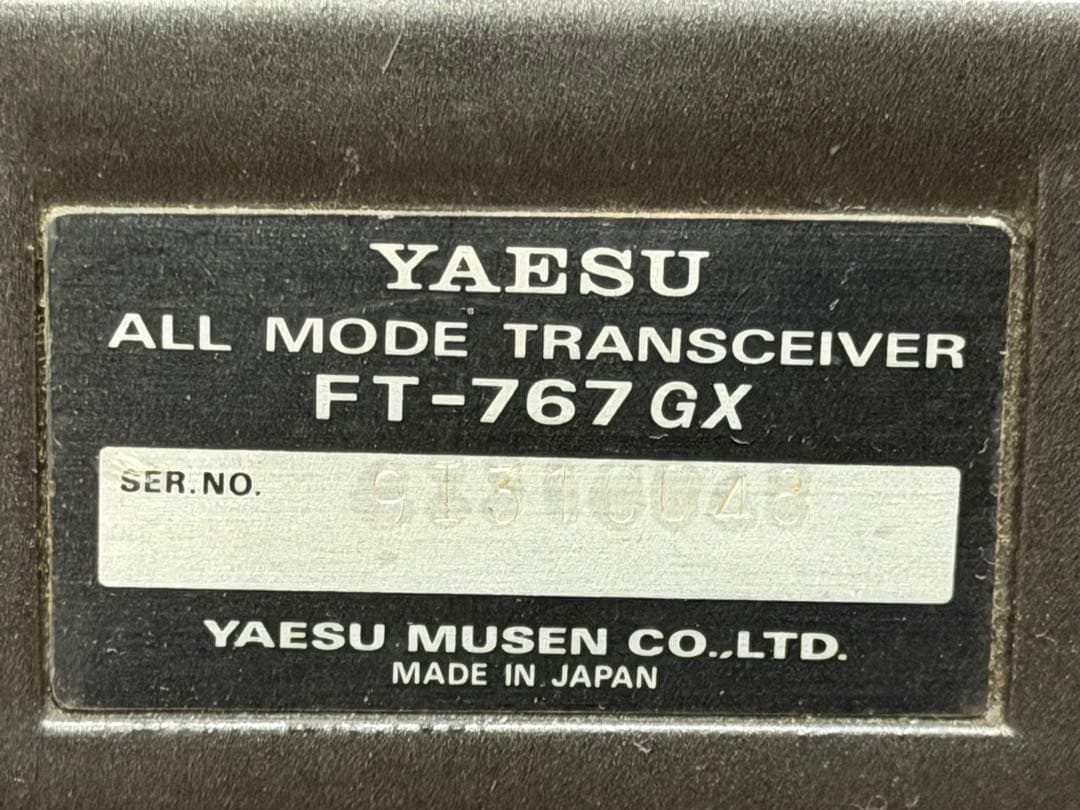 YAESU
ALL MODE TRANSCEIVER
FT-767GX
SER.NO.
YAESU MUSEN CO.,LTD.
MADE IN JAPAN